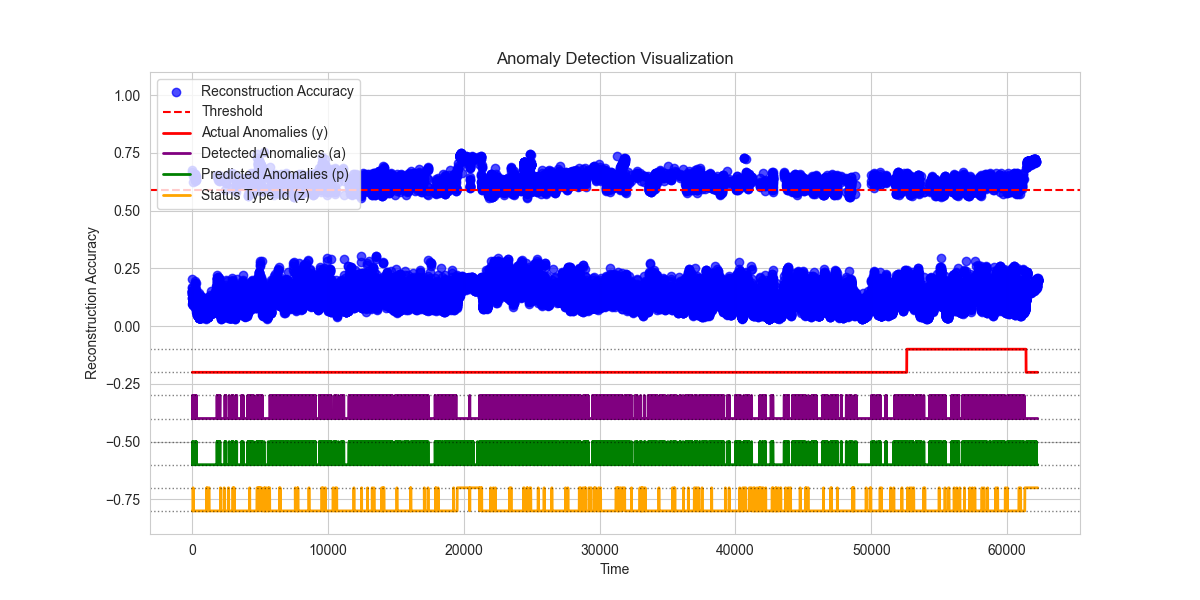 Anomaly Detection Visualization
Reconstruction Accuracy
1.00
0.75
0.50
0.25
0.00
−0.25
−0.50
−0.75
Reconstruction Accuracy
Threshold
Actual Anomalies (y)
Detected Anomalies (a)
Predicted Anomalies (p)
Status Type Id (z)
0
10000
20000
30000
40000
50000
60000
Time